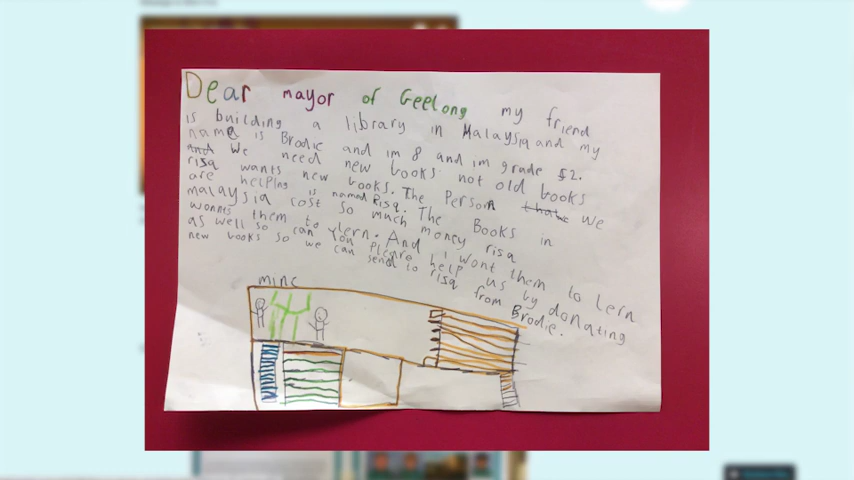 Dear mayor of Geelong my friend
is building a library in Malaysia and my
name is Brodie and im 8 and im grade 2.
and We need new books not old books
risa wants new books. The Person thats We
are helping is named Risa. The Books in
malaysia cost so much money risa
wonts them to lern. And I wont them to lern
as well so can you please help us by donating
new books so we can send to risa from Brodie.
minc